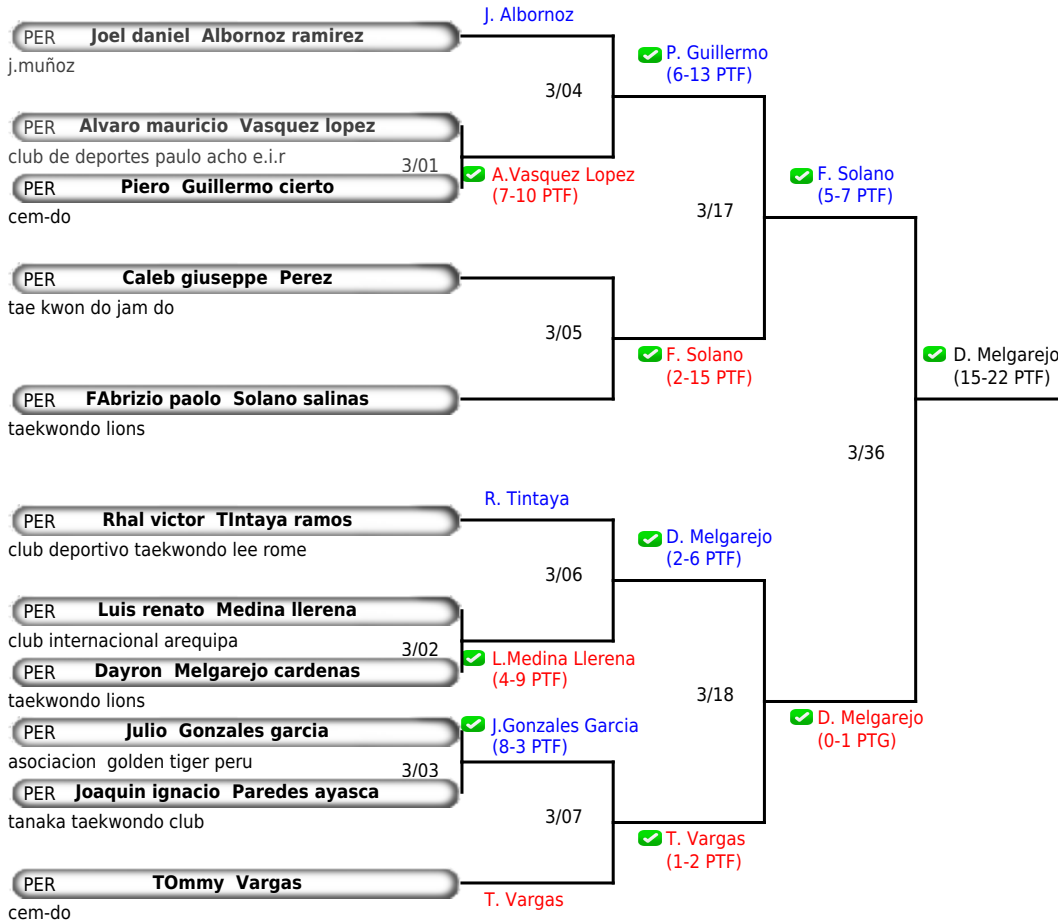 J. Albornoz
PER Joel daniel Albornoz ramirez
j.muñoz
P. Guillermo
(6-13 PTF)
3/04
PER Alvaro mauricio Vasquez lopez
club de deportes paulo acho e.i.r
3/01
A.Vasquez Lopez
(7-10 PTF)
PER Piero Guillermo cierto
cem-do
F. Solano
(5-7 PTF)
3/17
PER Caleb giuseppe Perez
tae kwon do jam do
3/05
F. Solano
(2-15 PTF)
D. Melgarejo
(15-22 PTF)
PER FAbrizio paolo Solano salinas
taekwondo lions
3/36
R. Tintaya
PER Rhal victor TIntaya ramos
club deportivo taekwondo lee rome
D. Melgarejo
(2-6 PTF)
3/06
PER Luis renato Medina llerena
club internacional arequipa
3/02
L.Medina Llerena
(4-9 PTF)
PER Dayron Melgarejo cardenas
taekwondo lions
3/18
D. Melgarejo
(0-1 PTG)
PER Julio Gonzales garcia
J.Gonzales Garcia
(8-3 PTF)
asociacion golden tiger peru
3/03
PER Joaquin ignacio Paredes ayasca
tanaka taekwondo club
3/07
T. Vargas
(1-2 PTF)
PER TOmmy Vargas
T. Vargas
cem-do